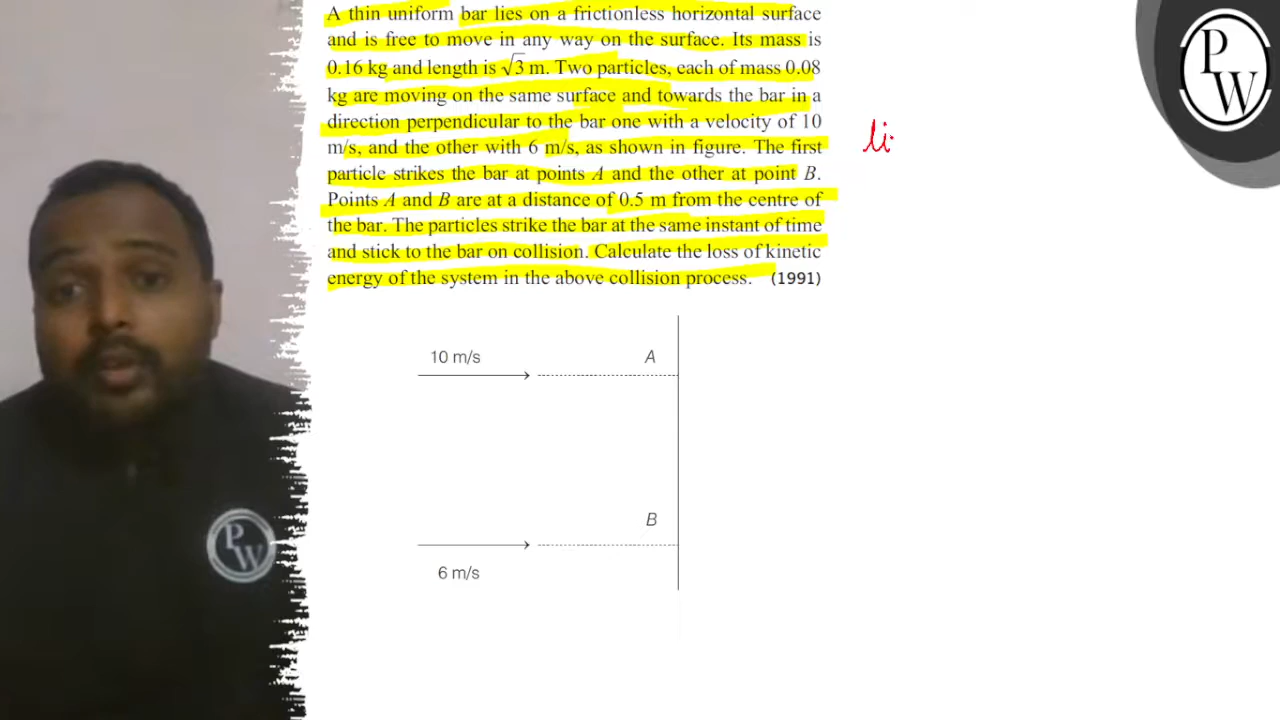 A thin uniform bar lies on a frictionless horizontal surface
and is free to move in any way on the surface. Its mass is
0.16 kg and length is √3 m. Two particles, each of mass 0.08
kg are moving on the same surface and towards the bar in a
direction perpendicular to the bar one with a velocity of 10
m/s, and the other with 6 m/s, as shown in figure. The first
particle strikes the bar at points A and the other at point B.
Points A and B are at a distance of 0.5 m from the centre of
the bar. The particles strike the bar at the same instant of time
and stick to the bar on collision. Calculate the loss of kinetic
energy of the system in the above collision process. (1991)
10 m/s
A
B
6 m/s
li
P
W
P
W